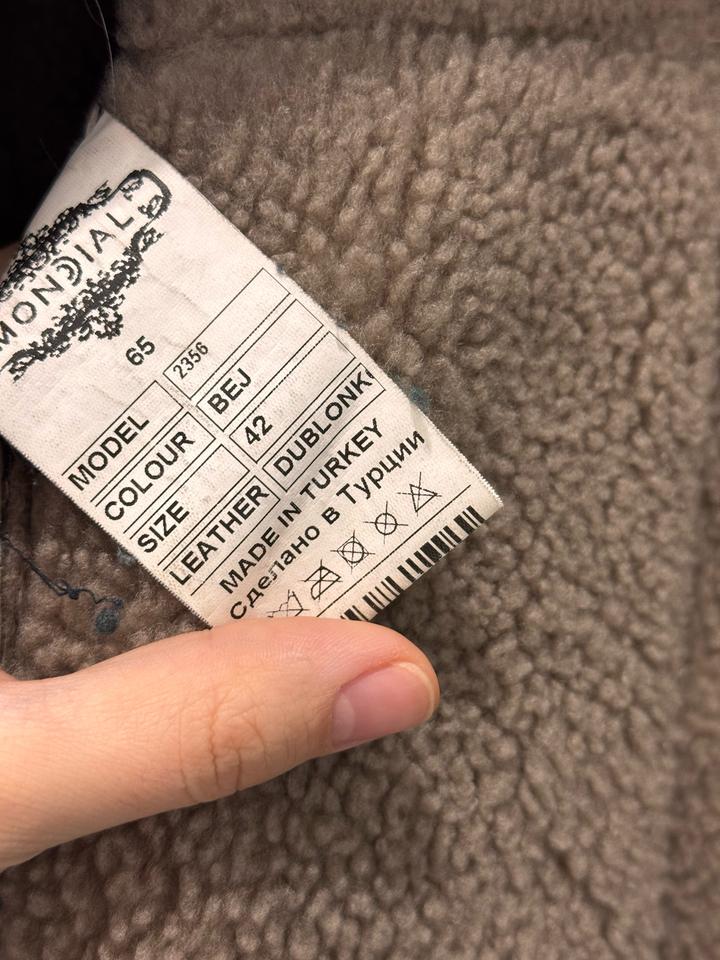 MONDIAL
65
MODEL 2356
COLOUR BEJ
SIZE 42
LEATHER DUBLONK
MADE IN TURKEY
Сделано в Турции